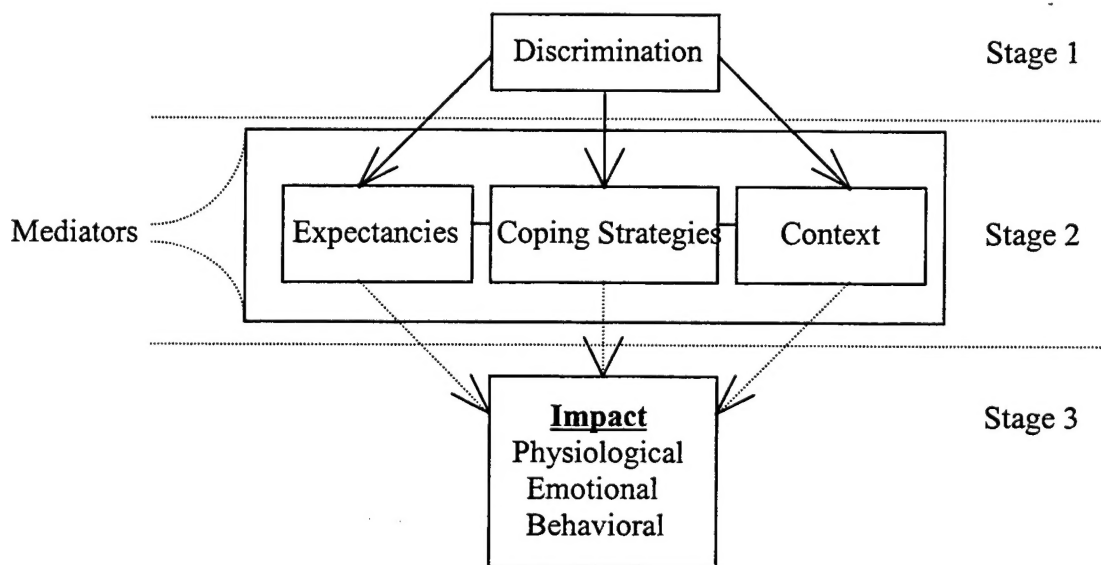 Discrimination
Stage 1
Mediators
Expectancies
Coping Strategies
Context
Stage 2
Impact
Physiological
Emotional
Behavioral
Stage 3